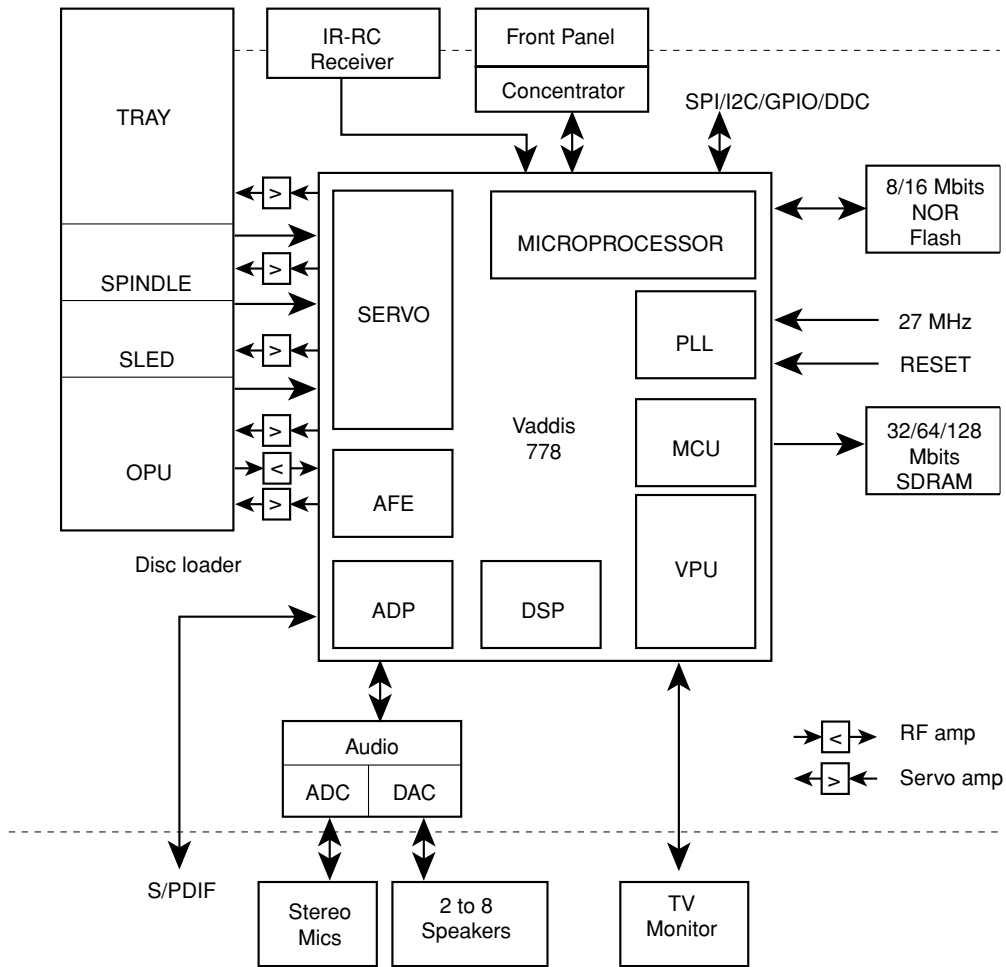 IR-RC
Receiver
Front Panel
Concentrator
SPI/I2C/GPIO/DDC
TRAY
SPINDLE
SLED
OPU
Disc loader
>
>
>
>
<
>
SERVO
AFE
ADP
DSP
MICROPROCESSOR
PLL
MCU
VPU
Vaddis
778
8/16 Mbits
NOR
Flash
27 MHz
RESET
32/64/128
Mbits
SDRAM
Audio
ADC
DAC
< RF amp
> Servo amp
S/PDIF
Stereo
Mics
2 to 8
Speakers
TV
Monitor